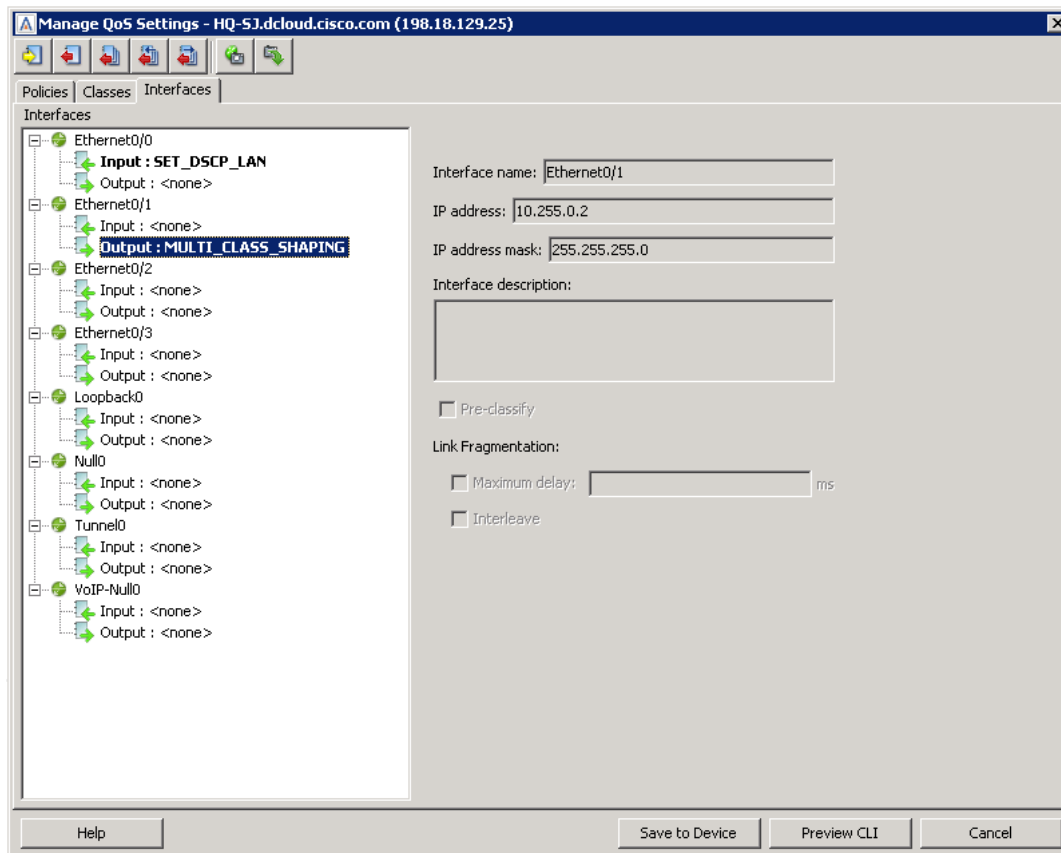 Manage QoS Settings - HQ-SJ.dcloud.cisco.com (198.18.129.25)
Policies Classes Interfaces
Interfaces
Ethernet0/0
Input : SET_DSCP_LAN
Output : <none>
Ethernet0/1
Input : <none>
Output : MULTI_CLASS_SHAPING
Ethernet0/2
Input : <none>
Output : <none>
Ethernet0/3
Input : <none>
Output : <none>
Loopback0
Input : <none>
Output : <none>
Null0
Input : <none>
Output : <none>
Tunnel0
Input : <none>
Output : <none>
VoIP-Null0
Input : <none>
Output : <none>
Interface name: Ethernet0/1
IP address: 10.255.0.2
IP address mask: 255.255.255.0
Interface description:
Pre-classify
Link Fragmentation:
Maximum delay: ms
Interleave
Help Save to Device Preview CLI Cancel